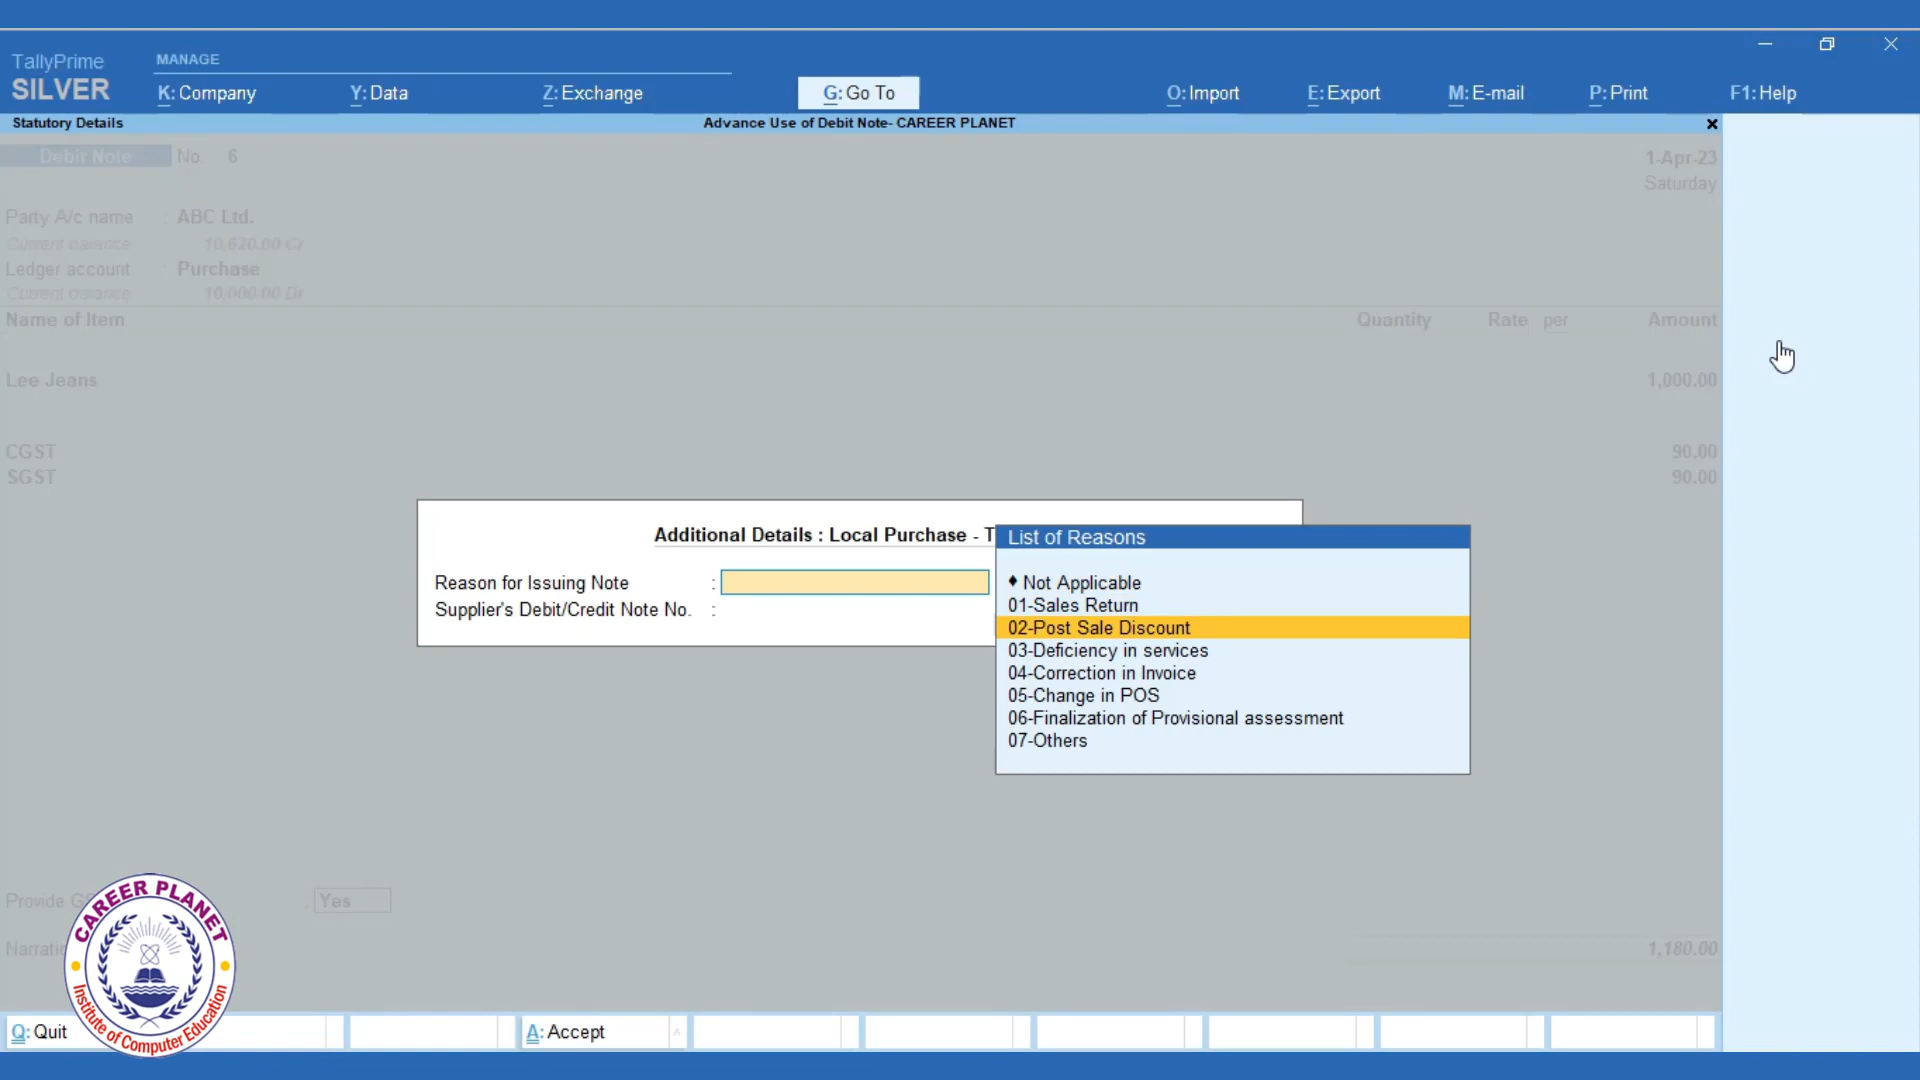 TallyPrime
SILVER
MANAGE
K: Company
Y: Data
Z: Exchange
G: Go To
O: Import
E: Export
M: E-mail
P: Print
F1: Help
Statutory Details
Advance Use of Debit Note- CAREER PLANET
Debit Note No. 6
1-Apr-23
Saturday
Party A/c name : ABC Ltd.
Current balance 10,620.00 Cr
Ledger account : Purchase
Current balance 10,000.00 Dr
Name of Item Quantity Rate per Amount
Lee Jeans 1,000.00
CGST 90.00
SGST 90.00
Additional Details : Local Purchase - T
Reason for Issuing Note :
Supplier's Debit/Credit Note No. :
List of Reasons
♦ Not Applicable
01-Sales Return
02-Post Sale Discount
03-Deficiency in services
04-Correction in Invoice
05-Change in POS
06-Finalization of Provisional assessment
07-Others
Provide : Yes
1,180.00
CAREER PLANET
Institute of Computer Education
Q: Quit
A: Accept